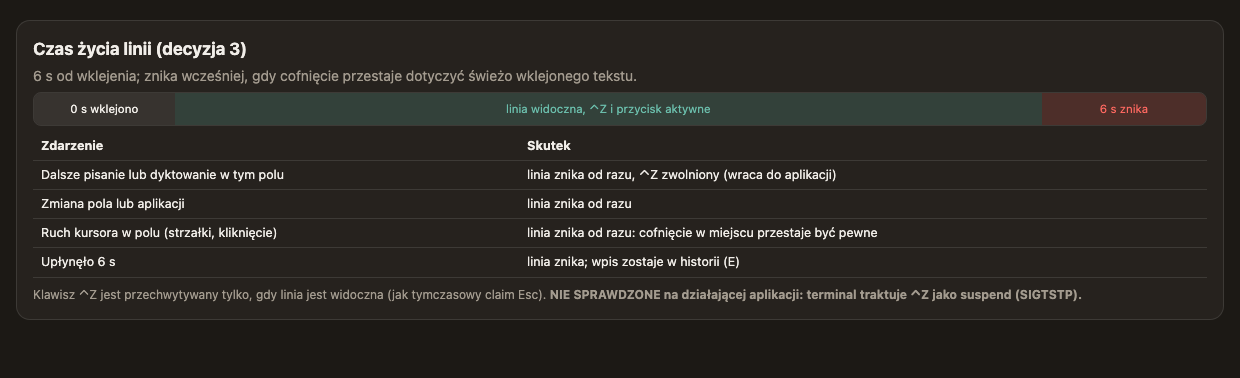 Czas życia linii (decyzja 3)
6 s od wklejenia; znika wcześniej, gdy cofnięcie przestaje dotyczyć świeżo wklejonego tekstu.
0 s wklejono linia widoczna, ^Z i przycisk aktywne 6 s znika
Zdarzenie Skutek
Dalsze pisanie lub dyktowanie w tym polu linia znika od razu, ^Z zwolniony (wraca do aplikacji)
Zmiana pola lub aplikacji linia znika od razu
Ruch kursora w polu (strzałki, kliknięcie) linia znika od razu: cofnięcie w miejscu przestaje być pewne
Upłynęło 6 s linia znika; wpis zostaje w historii (E)
Klawisz ^Z jest przechwytywany tylko, gdy linia jest widoczna (jak tymczasowy claim Esc). NIE SPRAWDZONE na działającej aplikacji: terminal traktuje ^Z jako suspend (SIGTSTP).